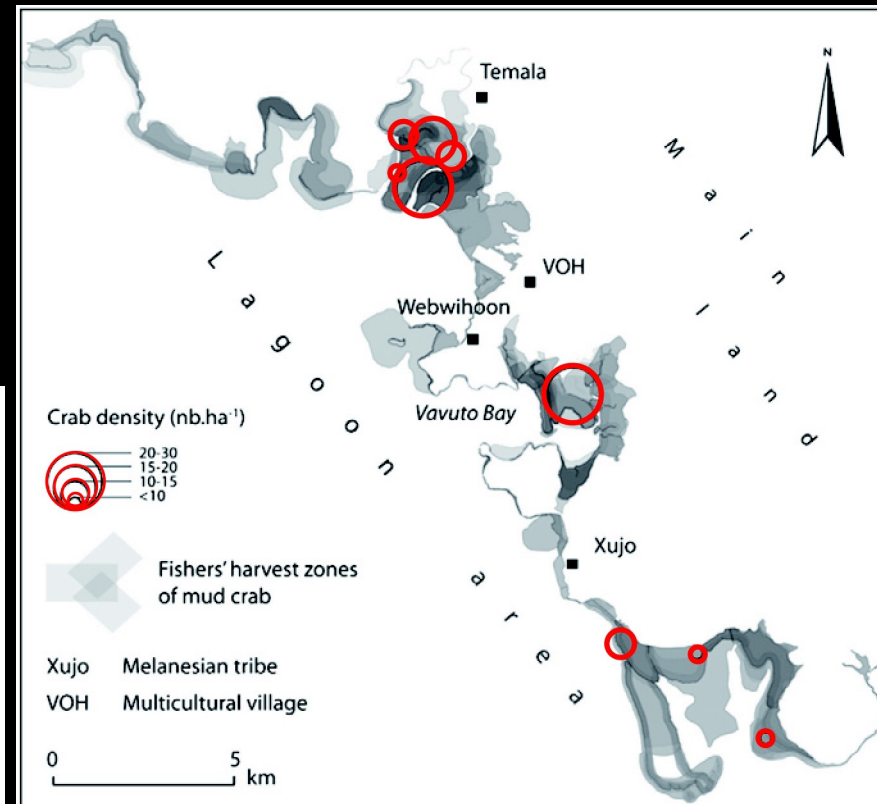 N
Temala
Mainland
VOH
Lagoon area
Webwihoon
Vavuto Bay
Crab density (nb.ha⁻¹)
20-30
15-20
10-15
<10
Xujo
Fishers' harvest zones
of mud crab
Xujo Melanesian tribe
VOH Multicultural village
0 5
km